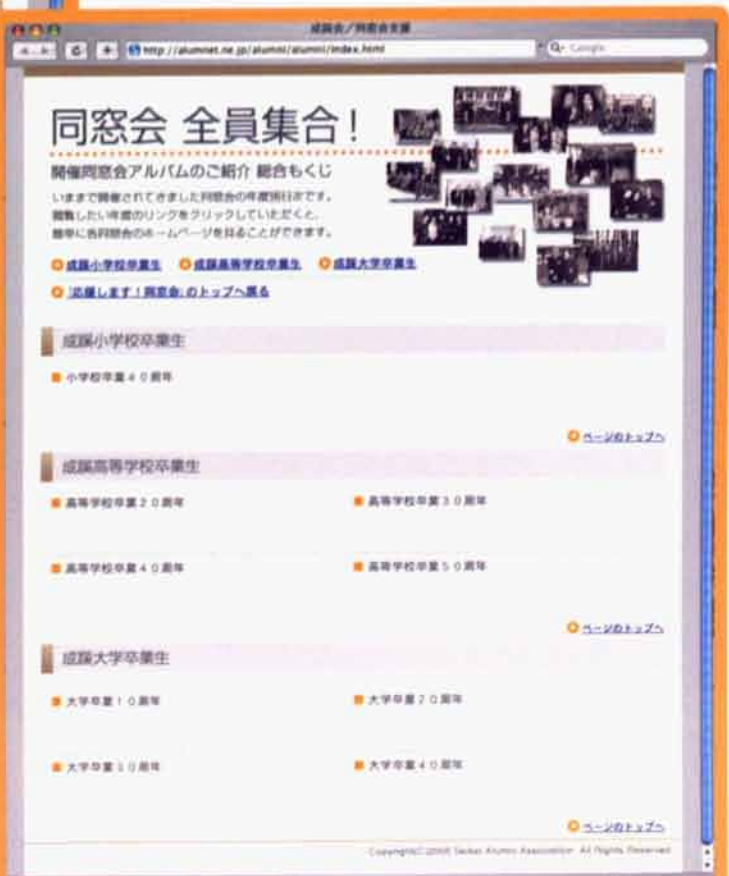 成蹊会/同窓会支援
http://alumnet.ne.jp/alumni/alumni/index.html
Google
同窓会 全員集合!
開催同窓会アルバムのご紹介 総合もくじ
いままで開催されてきました同窓会の年度別目次です。
閲覧したい年度のリンクをクリックしていただくと、
簡単に各同窓会のホームページを見ることができます。
成蹊小学校卒業生 成蹊高等学校卒業生 成蹊大学卒業生
「応援します!同窓会」のトップへ戻る
成蹊小学校卒業生
小学校卒業40周年
ページのトップへ
成蹊高等学校卒業生
高等学校卒業20周年 高等学校卒業30周年
高等学校卒業40周年 高等学校卒業50周年
ページのトップへ
成蹊大学卒業生
大学卒業10周年 大学卒業20周年
大学卒業30周年 大学卒業40周年
ページのトップへ
Copyright(C) 2006 Seikei Alumni Association. All Rights Reserved